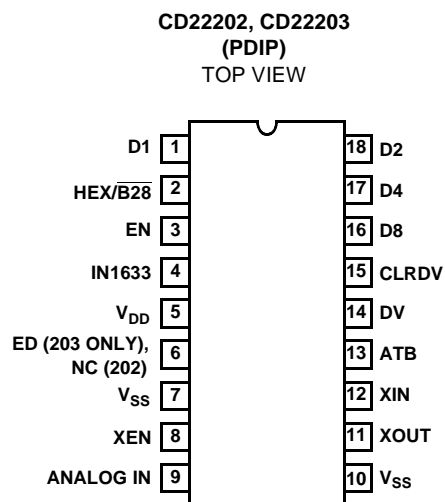 CD22202, CD22203
(PDIP)
TOP VIEW
D1 1 18 D2
HEX/B28 2 17 D4
EN 3 16 D8
IN1633 4 15 CLRDV
VDD 5 14 DV
ED (203 ONLY),
NC (202) 6 13 ATB
VSS 7 12 XIN
XEN 8 11 XOUT
ANALOG IN 9 10 VSS